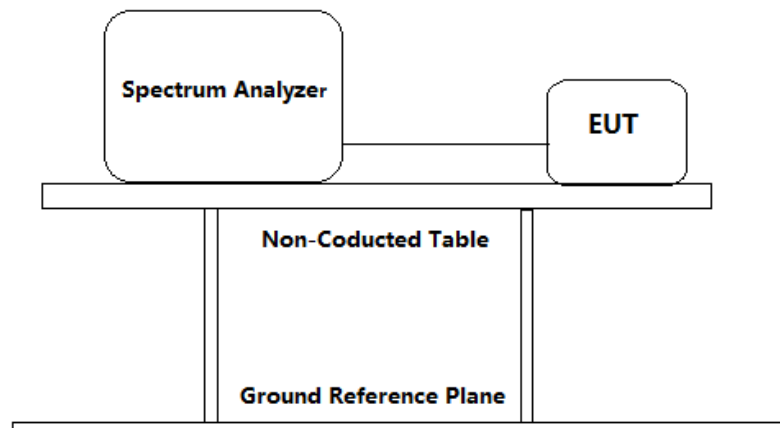 Spectrum Analyzer
EUT
Non-Coducted Table
Ground Reference Plane